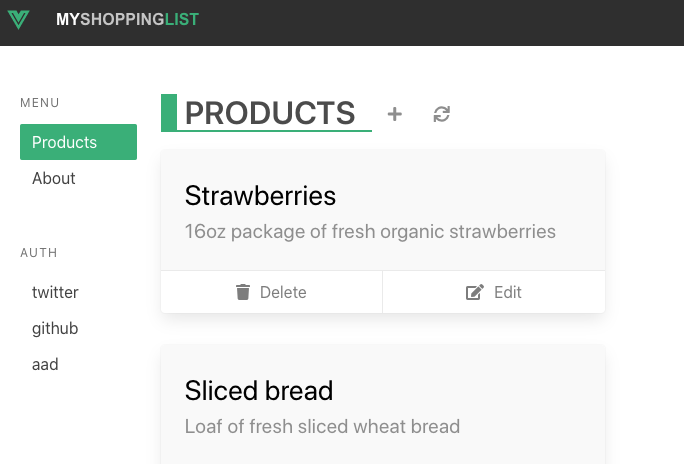 MYSHOPPINGLIST
MENU
Products
About
AUTH
twitter
github
aad
PRODUCTS
Strawberries
16oz package of fresh organic strawberries
Delete
Edit
Sliced bread
Loaf of fresh sliced wheat bread